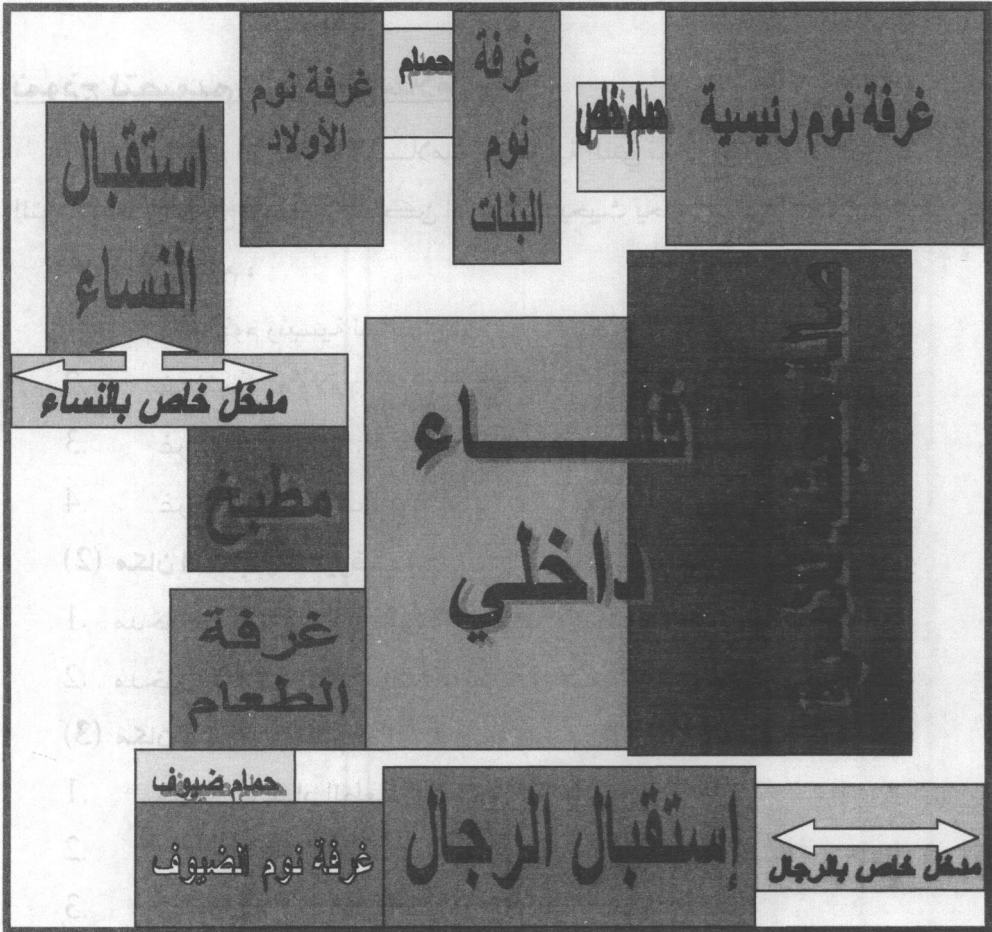 غرفة نوم رئيسية
حمام خاص
غرفة
نوم
البنات
حمام
غرفة نوم
الأولاد
استقبال
النساء
مدخل خاص بالنساء
مطبخ
صالة
فناء
داخلي
غرفة
الطعام
حمام ضيوف
غرفة نوم الضيوف
إستقبال الرجال
مدخل خاص بالرجال